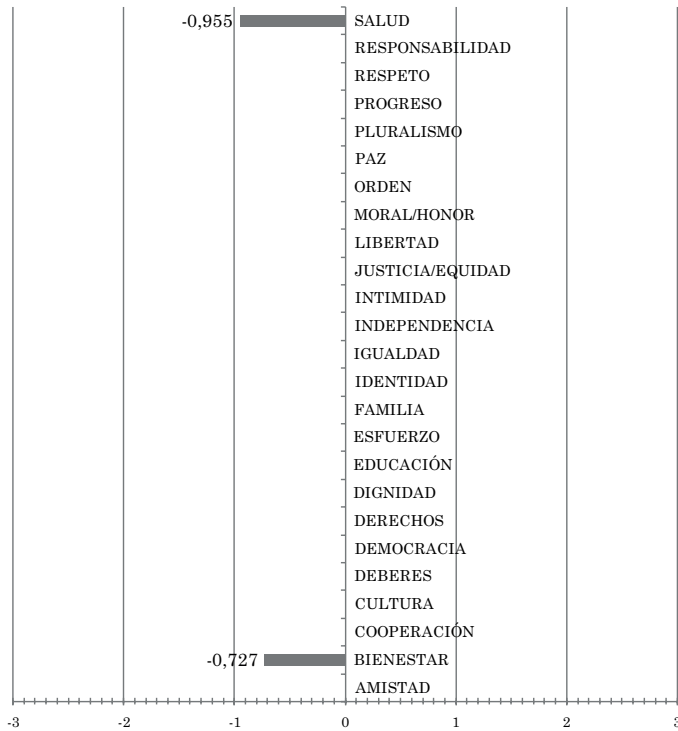 -0,955 SALUD
RESPONSABILIDAD
RESPETO
PROGRESO
PLURALISMO
PAZ
ORDEN
MORAL/HONOR
LIBERTAD
JUSTICIA/EQUIDAD
INTIMIDAD
INDEPENDENCIA
IGUALDAD
IDENTIDAD
FAMILIA
ESFUERZO
EDUCACIÓN
DIGNIDAD
DERECHOS
DEMOCRACIA
DEBERES
CULTURA
COOPERACIÓN
-0,727 BIENESTAR
AMISTAD
-3 -2 -1 0 1 2